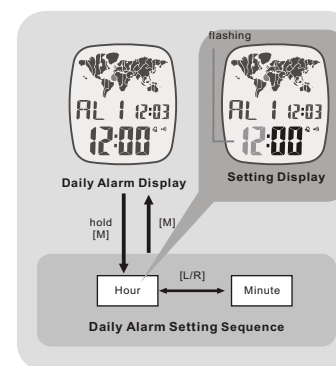 flashing
AL 1 12:03
12:00
AL 1 12:03
12:00
Daily Alarm Display
Setting Display
hold
[M]
[M]
[L/R]
Hour
Minute
Daily Alarm Setting Sequence